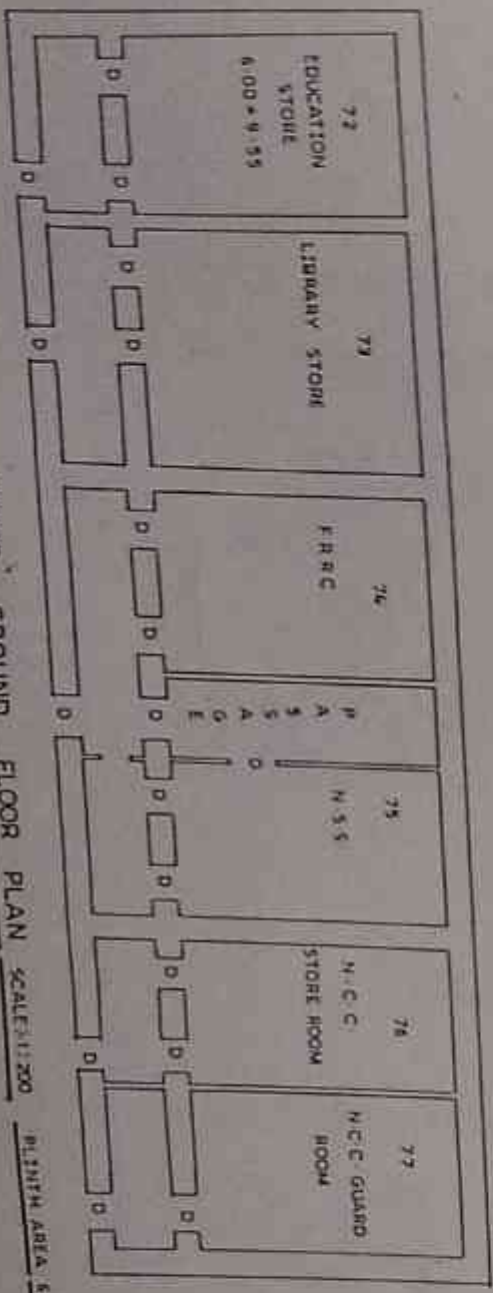 72
EDUCATION
STORE
6.00 × 9.55
73
LIBRARY STORE
74
F R R C
PASSAGE
75
N.S.S
76
N.C.C
STORE ROOM
77
N.C.C. GUARD
ROOM
D D
D D
D D
D
D D
D D
D
D
D D
D
D
D
GROUND FLOOR PLAN SCALE:-1:200 PLINTH AREA